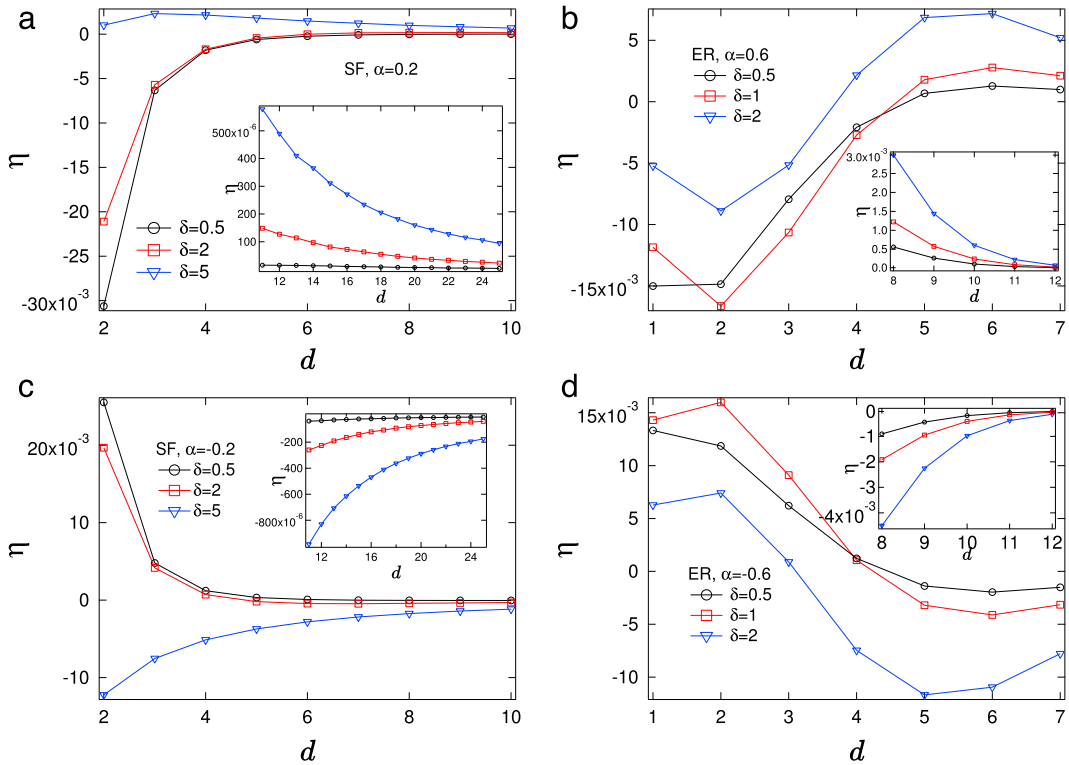 a
0
-5
-10
-15
-20
-25
-30x10⁻³
η
2 4 6 8 10
d
SF, α=0.2
δ=0.5
δ=2
δ=5
500x10⁻⁶
400
300
200
100
η
12 14 16 18 20 22 24
d
b
5
0
-5
-10
-15x10⁻³
η
1 2 3 4 5 6 7
d
ER, α=0.6
δ=0.5
δ=1
δ=2
3.0x10⁻³
2.5
2.0
1.5
1.0
0.5
0.0
η
8 9 10 11 12
d
c
20x10⁻³
10
0
-10
η
2 4 6 8 10
d
SF, α=-0.2
δ=0.5
δ=2
δ=5
-200
-400
-600
-800x10⁻⁶
η
12 16 20 24
d
d
15x10⁻³
10
5
0
-5
-10
η
1 2 3 4 5 6 7
d
ER, α=-0.6
δ=0.5
δ=1
δ=2
0
-1
-2
-3
-4x10⁻³
η
8 9 10 11 12
d